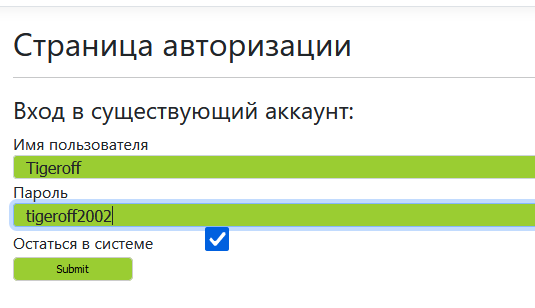 Страница авторизации
Вход в существующий аккаунт:
Имя пользователя
Tigeroff
Пароль
tigeroff2002
Остаться в системе
Submit